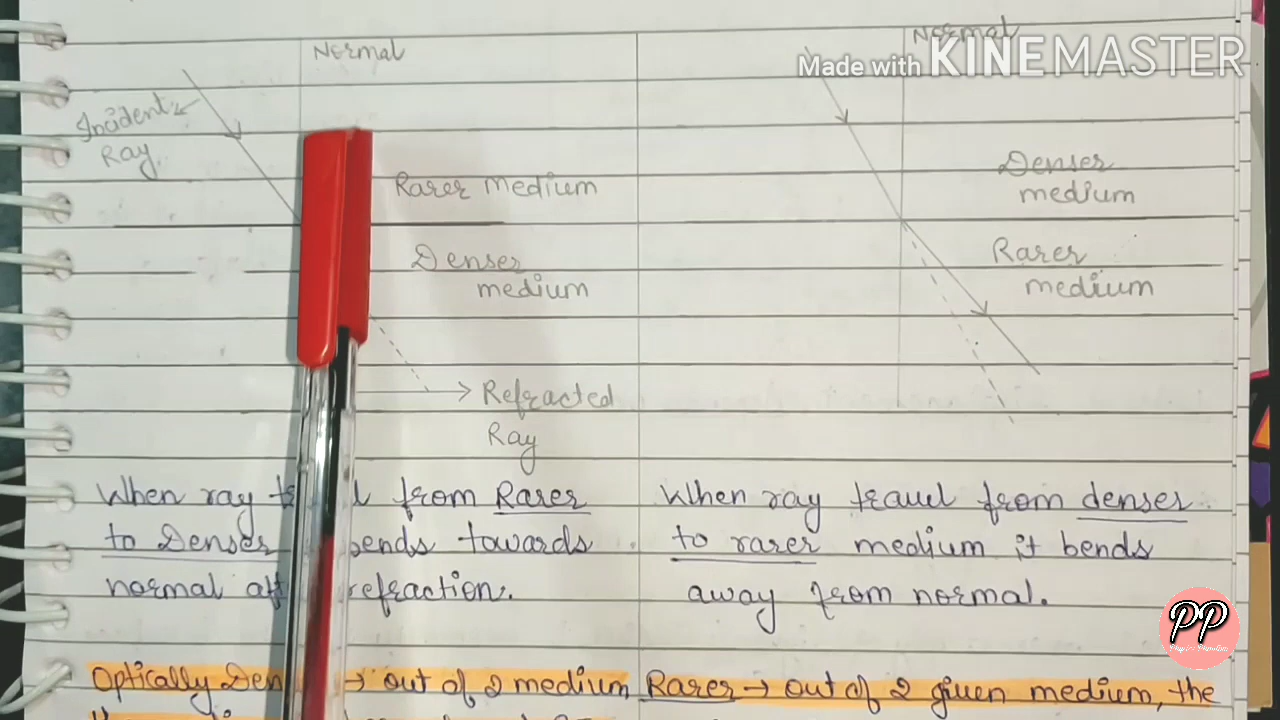 Normal
Normal
Made with KINEMASTER
Incident
Ray
Rarer medium
Denser
medium
Denser
medium
Rarer
medium
Refracted
Ray
When ray from Rarer
to Denser bends towards
normal refraction.
When ray travel from denser
to rarer medium it bends
away from normal.
PP
Optically → out of 2 medium
Rarer → out of 2 given medium, the